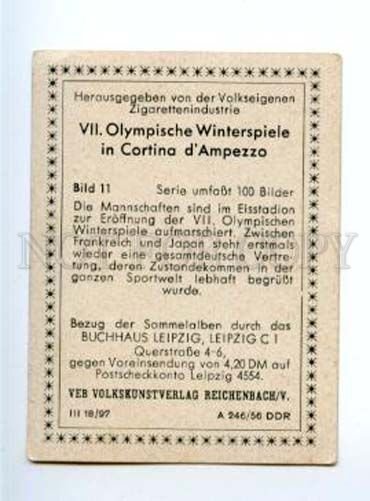 Herausgegeben von der Volkseigenen
Zigarettenindustrie
VII. Olympische Winterspiele
in Cortina d'Ampezzo
Bild 11 Serie umfaßt 100 Bilder
Die Mannschaften sind im Eisstadion
zur Eröffnung der VII. Olympischen
Winterspiele aufmarschiert. Zwischen
Frankreich und Japan steht erstmals
wieder eine gesamtdeutsche Vertre-
tung, deren Zustandekommen in der
ganzen Sportwelt lebhaft begrüßt
wurde.
Bezug der Sammelalben durch das
BUCHHAUS LEIPZIG, LEIPZIG C 1
Querstraße 4-6,
gegen Voreinsendung von 4,20 DM auf
Postscheckkonto Leipzig 4554.
VEB VOLKSKUNSTVERLAG REICHENBACH/V.
III 18/97 A 246/56 DDR